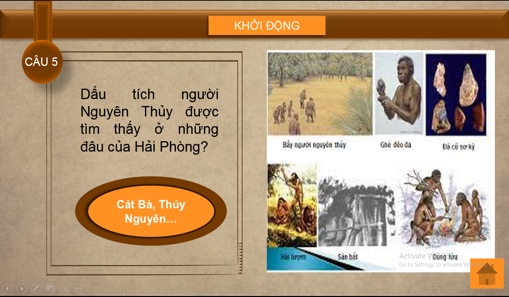 KHỞI ĐỘNG
CÂU 5
Dấu tích người
Nguyên Thủy được
tìm thấy ở những
đâu của Hải Phòng?
Cát Bà, Thủy
Nguyên…
Bầy người nguyên thủy
Ghè đẽo đá
Đá cũ sơ kỳ
Hái lượm
Săn bắt
Dùng lửa
Activate W
Go to Settings to activate W